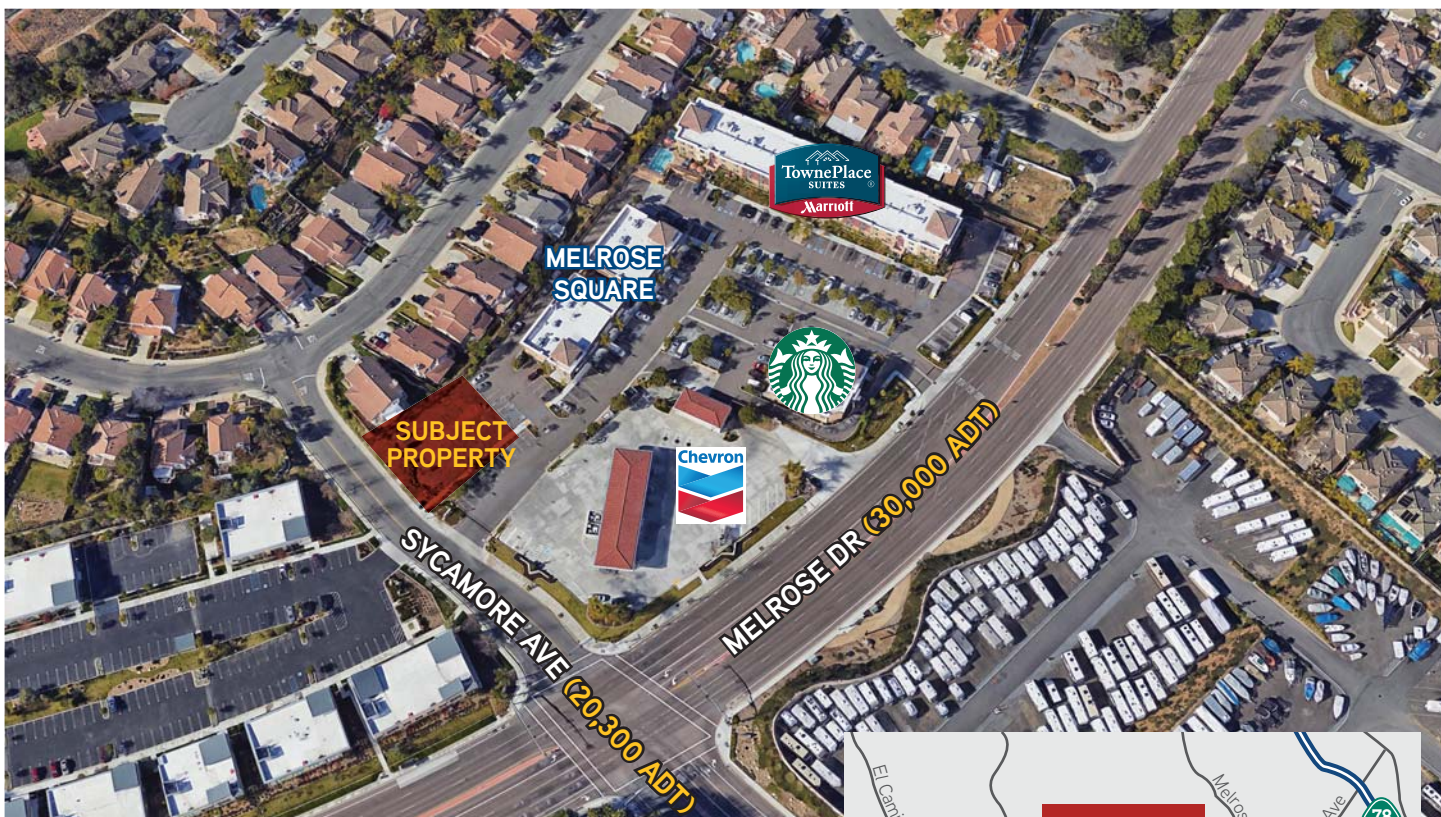 TownePlace
SUITES
Marriott
MELROSE
SQUARE
SUBJECT
PROPERTY
Chevron
SYCAMORE AVE (20,300 ADT)
MELROSE DR (30,000 ADT)
El Cami
Melros
Ave
78